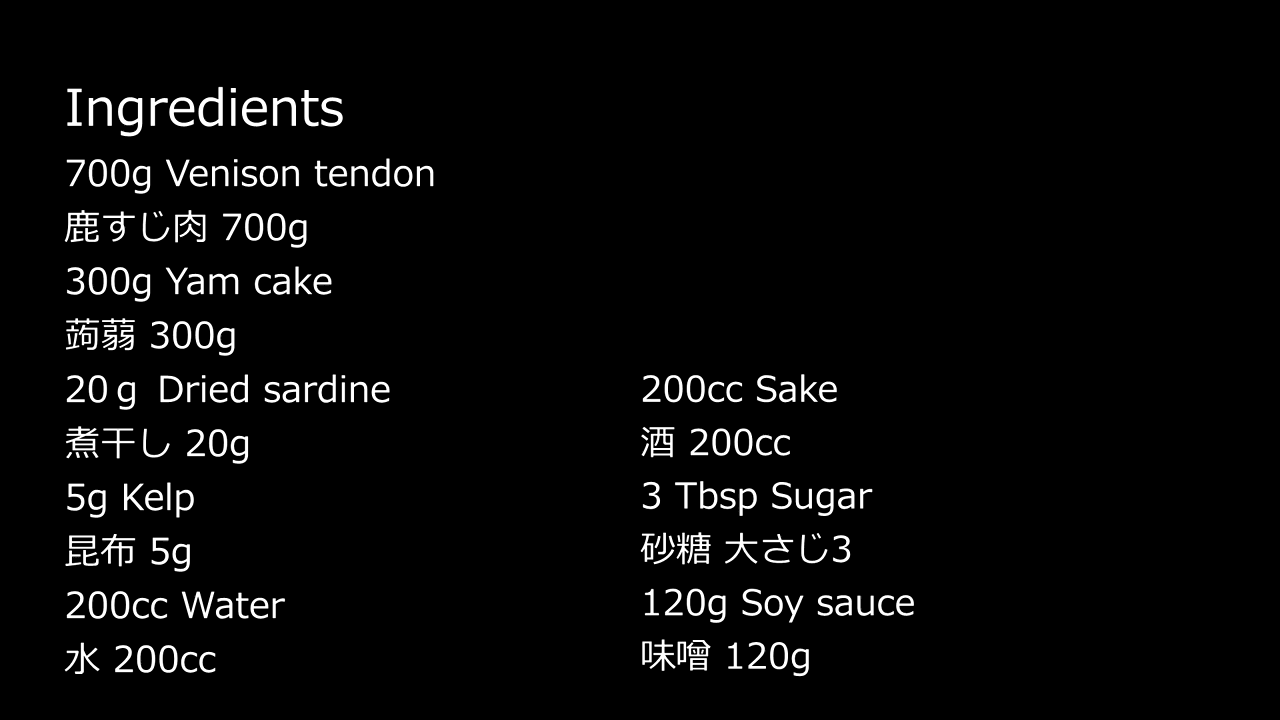 Ingredients
700g Venison tendon
鹿すじ肉 700g
300g Yam cake
蒟蒻 300g
20ｇ Dried sardine
煮干し 20g
5g Kelp
昆布 5g
200cc Water
水 200cc
200cc Sake
酒 200cc
3 Tbsp Sugar
砂糖 大さじ3
120g Soy sauce
味噌 120g